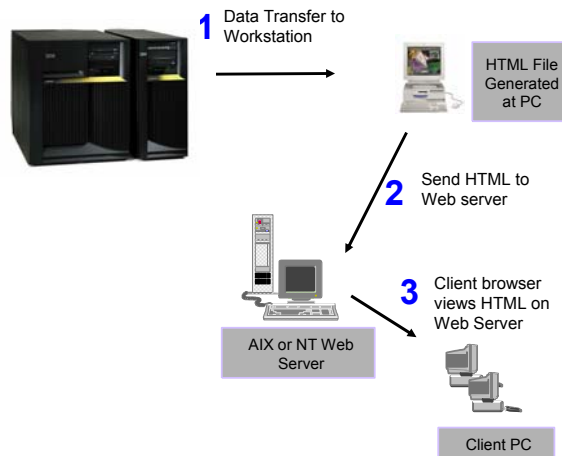 1
Data Transfer to
Workstation
HTML File
Generated
at PC
2
Send HTML to
Web server
3
Client browser
views HTML on
Web Server
AIX or NT Web
Server
Client PC